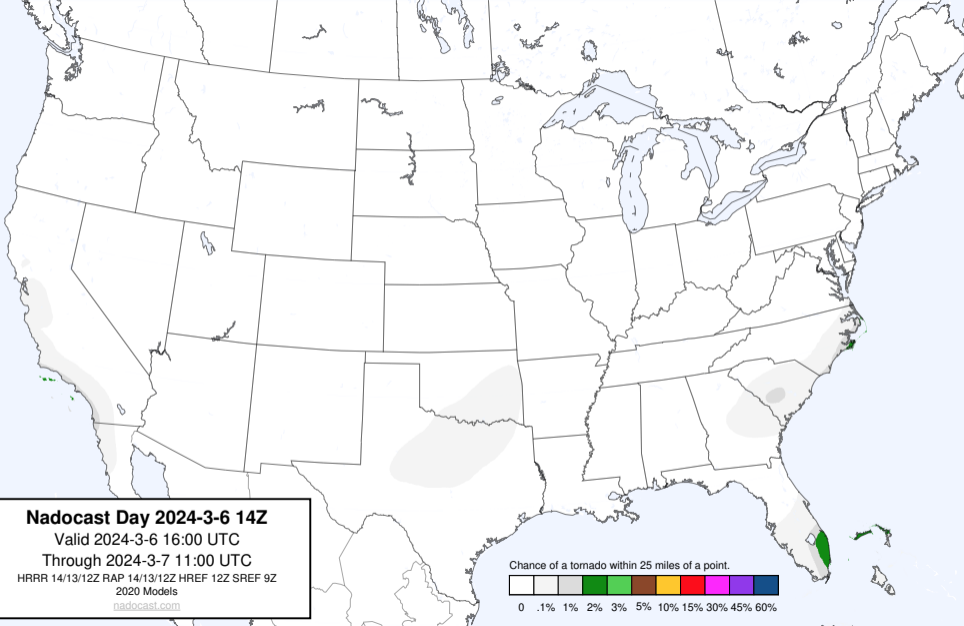 Nadocast Day 2024-3-6 14Z
Valid 2024-3-6 16:00 UTC
Through 2024-3-7 11:00 UTC
HRRR 14/13/12Z RAP 14/13/12Z HREF 12Z SREF 9Z
2020 Models
nadocast.com
Chance of a tornado within 25 miles of a point.
0 .1% 1% 2% 3% 5% 10% 15% 30% 45% 60%